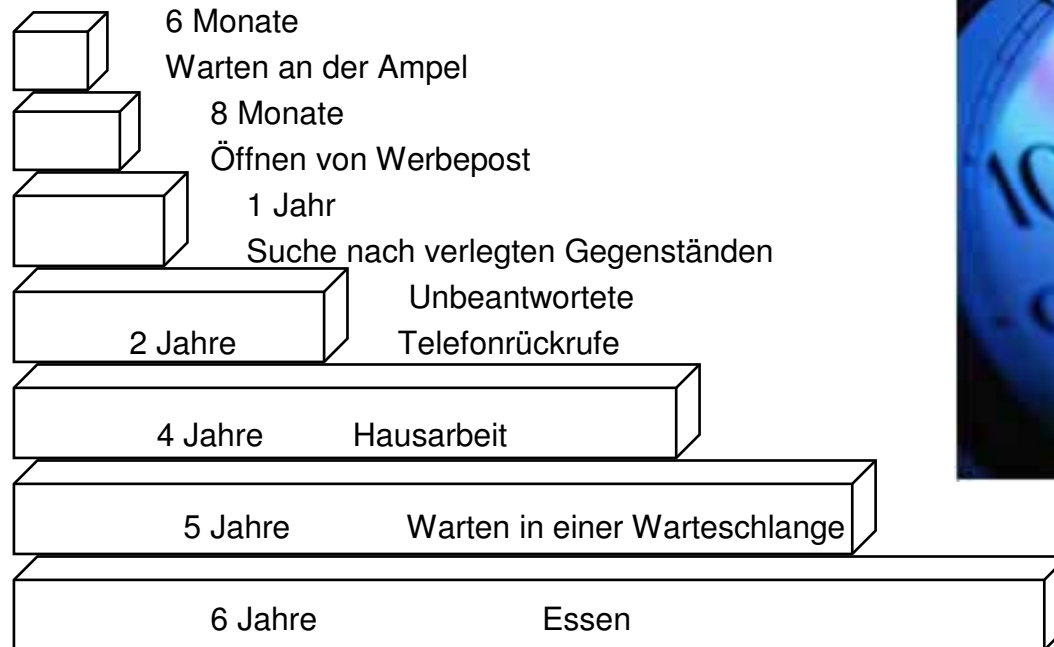 6 Monate
Warten an der Ampel
8 Monate
Öffnen von Werbepost
1 Jahr
Suche nach verlegten Gegenständen
Unbeantwortete
2 Jahre Telefonrückrufe
4 Jahre Hausarbeit
5 Jahre Warten in einer Warteschlange
6 Jahre Essen
10